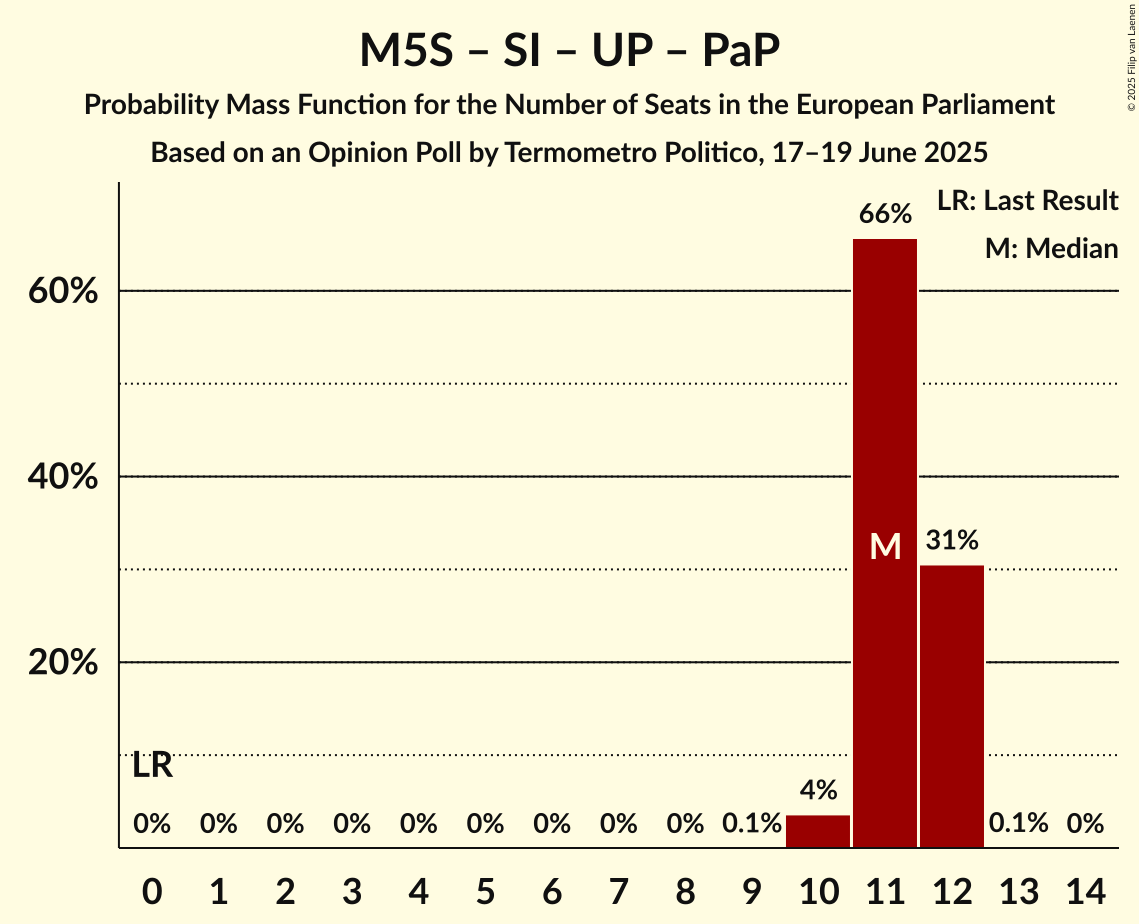 M5S – SI – UP – PaP
Probability Mass Function for the Number of Seats in the European Parliament
Based on an Opinion Poll by Termometro Politico, 17–19 June 2025
© 2025 Filip van Laenen
LR: Last Result
M: Median
60%
40%
20%
66%
M
31%
LR
4%
0% 0% 0% 0% 0% 0% 0% 0% 0% 0.1% 0.1% 0%
0 1 2 3 4 5 6 7 8 9 10 11 12 13 14